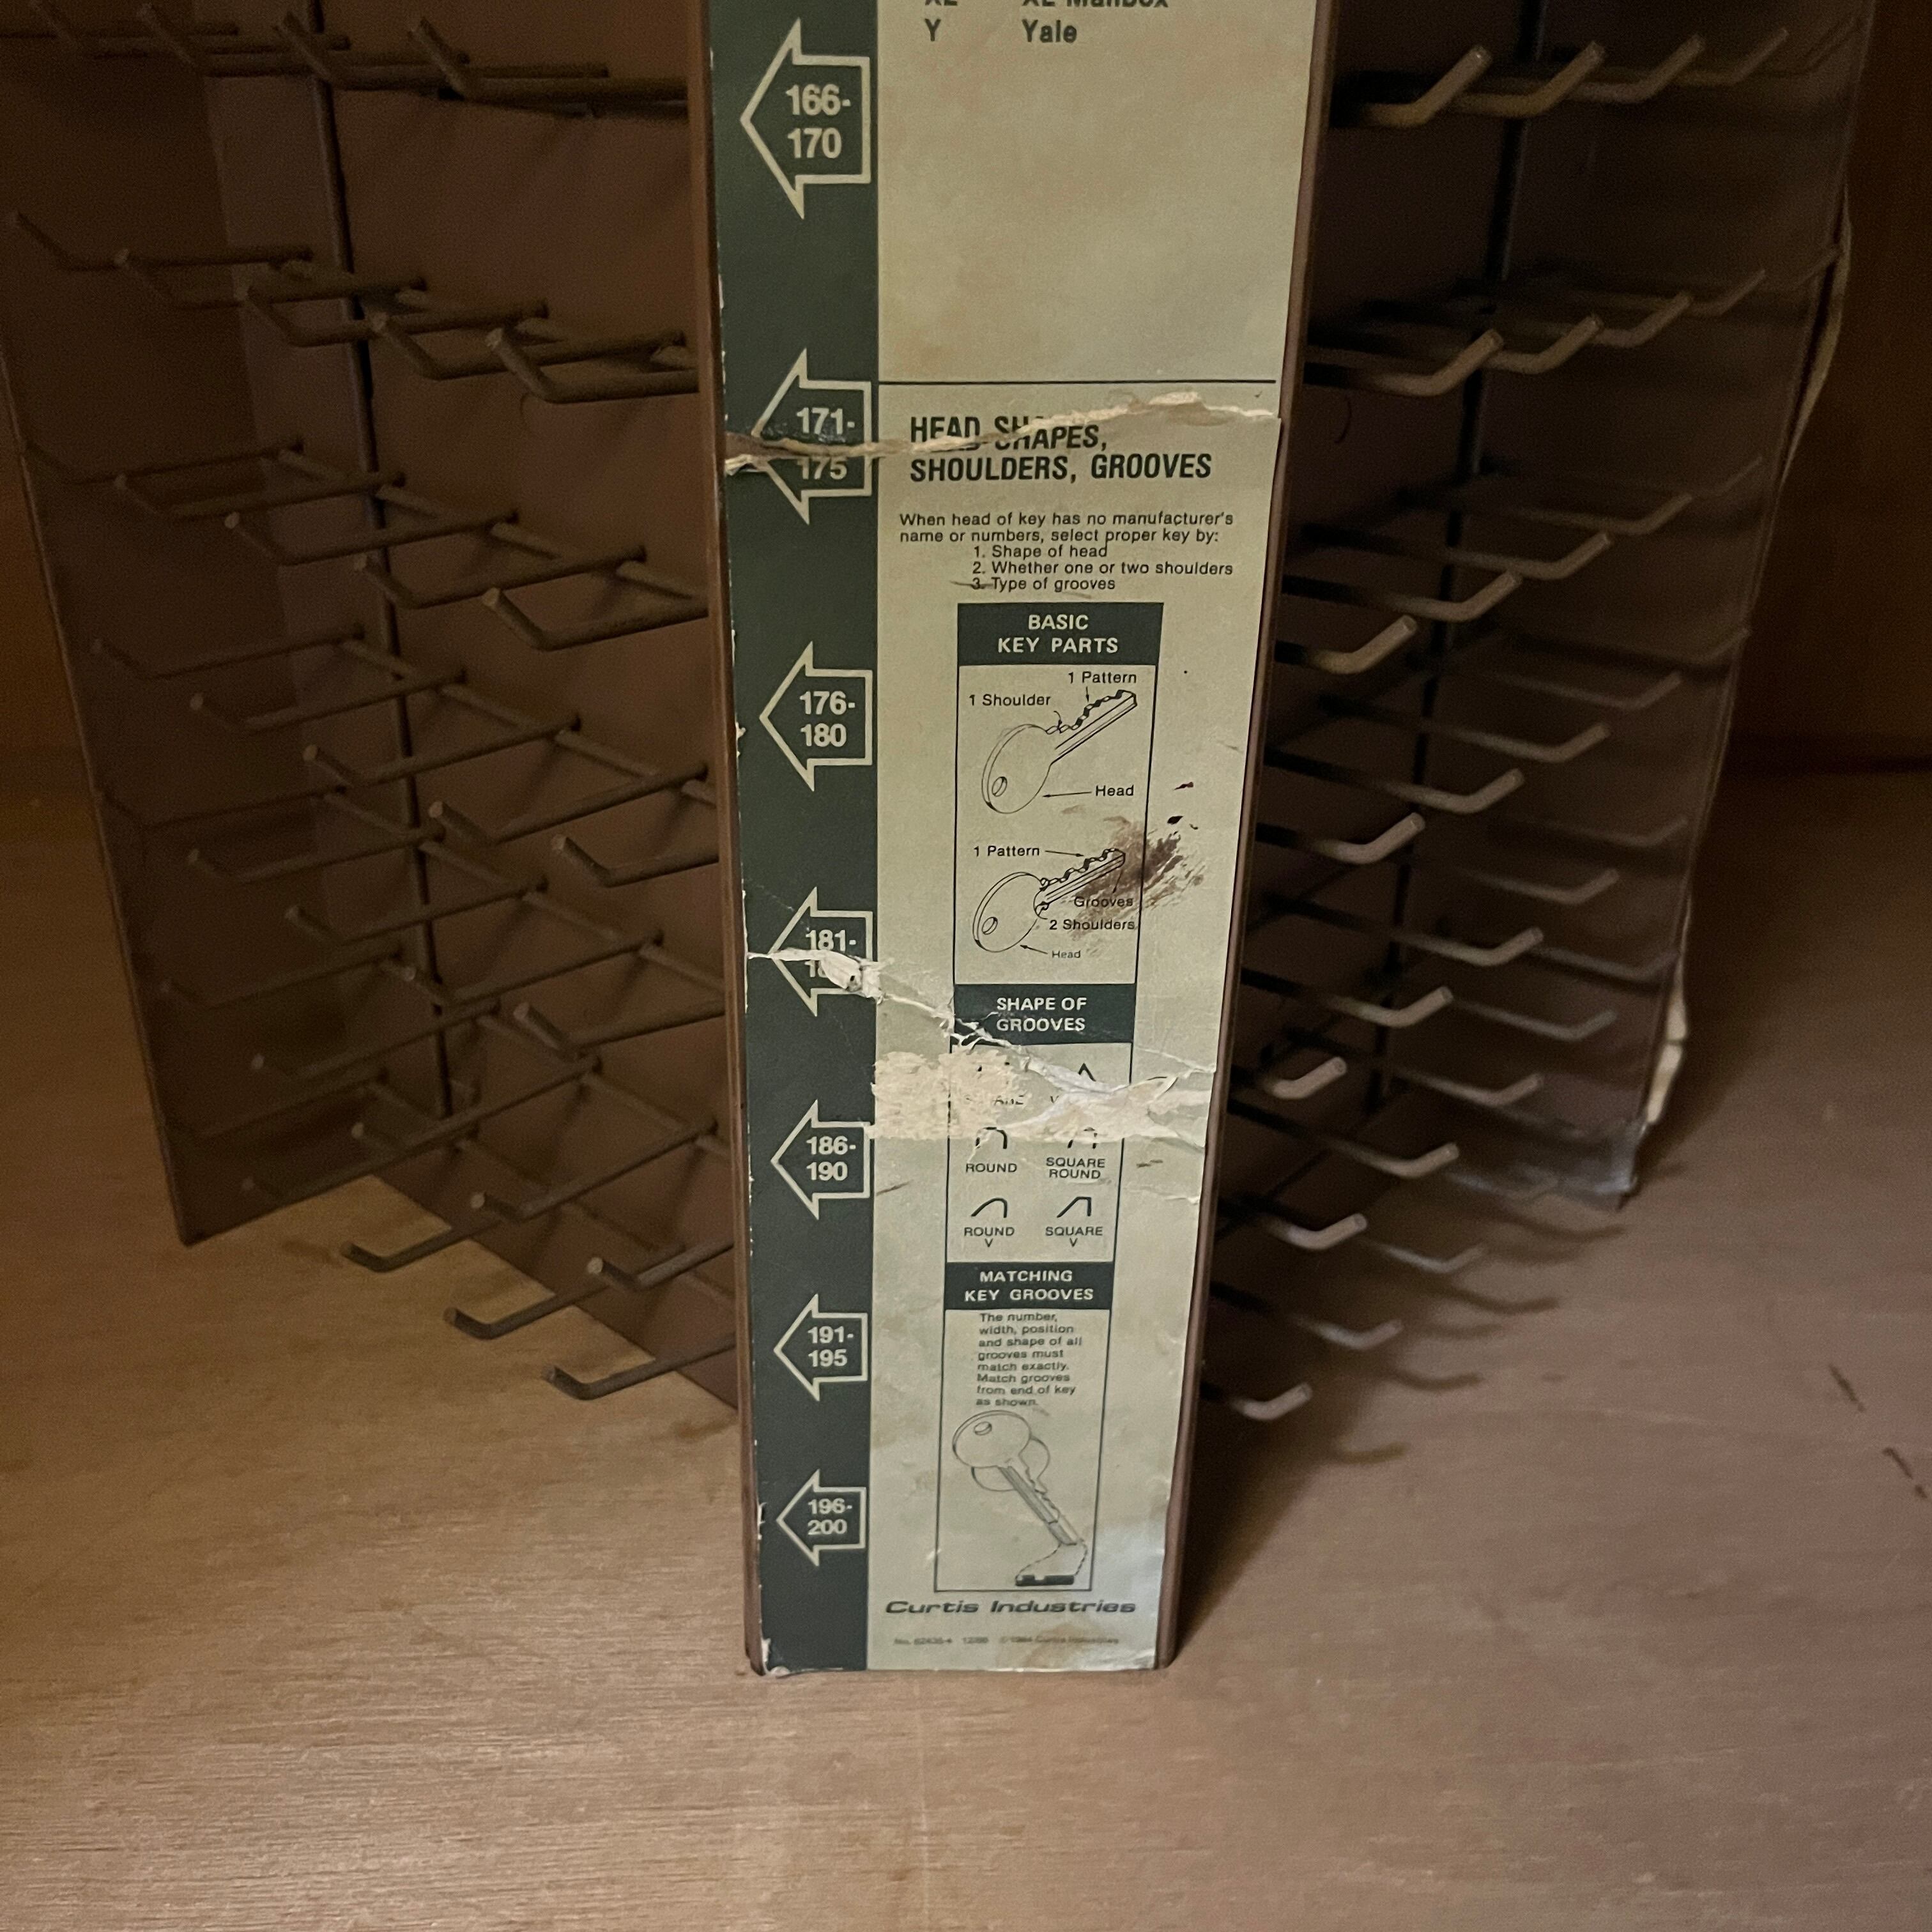 XL XL Mailbox
Y Yale
166-
170
171-
175
HEAD SHAPES,
SHOULDERS, GROOVES
When head of key has no manufacturer's
name or numbers, select proper key by:
1. Shape of head
2. Whether one or two shoulders
3. Type of grooves
BASIC
KEY PARTS
1 Pattern
1 Shoulder
Head
176-
180
1 Pattern
Grooves
2 Shoulders
Head
181-
SHAPE OF
GROOVES
ROUND
SQUARE
ROUND
ROUND
V
SQUARE
V
186-
190
MATCHING
KEY GROOVES
The number,
width, position
and shape of all
grooves must
match exactly.
Match grooves
from end of key
as shown.
191-
195
196-
200
Curtis Industries